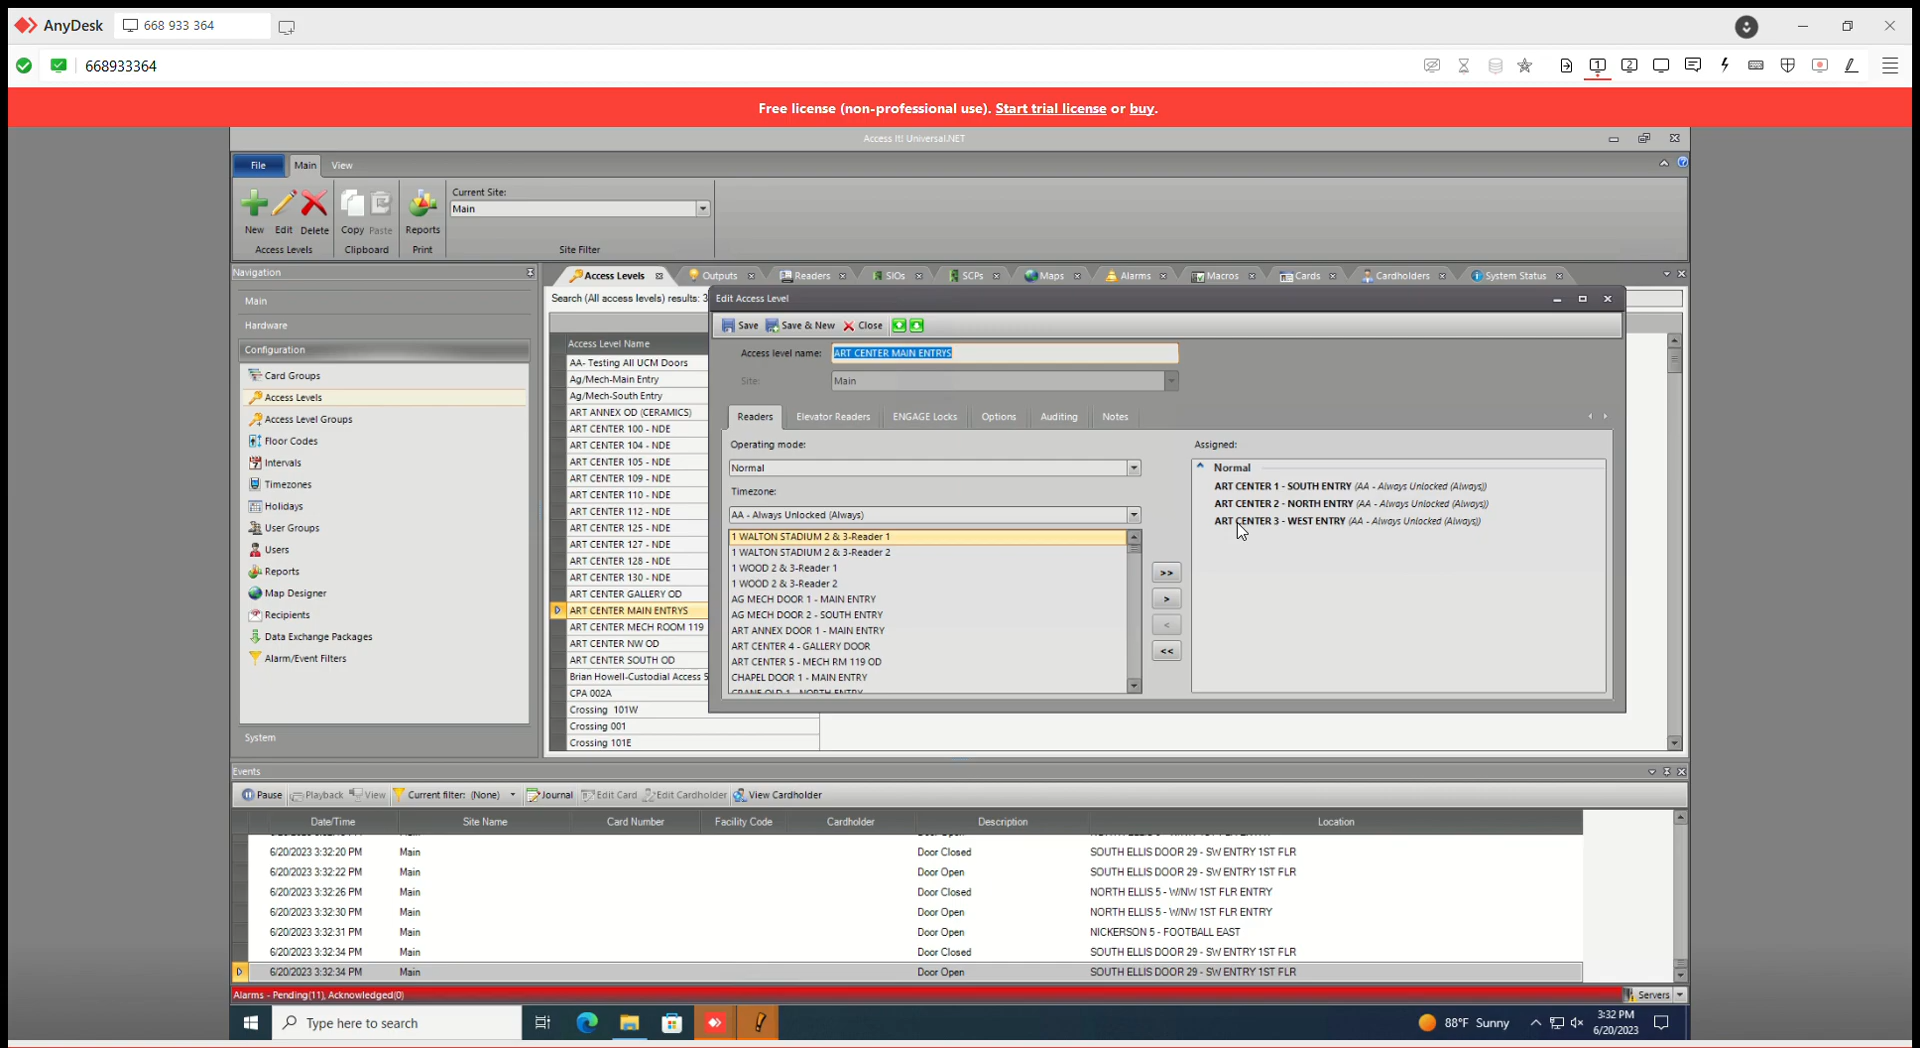 AnyDesk 668 933 364
668933364
Free license (non-professional use). Start trial license or buy.
Access It! Universal.NET
File Main View
New Edit Delete Copy Paste Reports
Current Site:
Main
Access Levels Clipboard Print Site Filter
Navigation
Main
Hardware
Configuration
Card Groups
Access Levels
Access Level Groups
Floor Codes
Intervals
Timezones
Holidays
User Groups
Users
Reports
Map Designer
Recipients
Data Exchange Packages
Alarm/Event Filters
System
Access Levels Outputs Readers SIOs SCPs Maps Alarms Macros Cards Cardholders System Status
Search (All access levels) results: 3
Access Level Name
AA- Testing All UCM Doors
Ag/Mech-Main Entry
Ag/Mech-South Entry
ART ANNEX OD (CERAMICS)
ART CENTER 100 - NDE
ART CENTER 104 - NDE
ART CENTER 105 - NDE
ART CENTER 109 - NDE
ART CENTER 110 - NDE
ART CENTER 112 - NDE
ART CENTER 125 - NDE
ART CENTER 127 - NDE
ART CENTER 128 - NDE
ART CENTER 130 - NDE
ART CENTER GALLERY OD
ART CENTER MAIN ENTRYS
ART CENTER MECH ROOM 119
ART CENTER NW OD
ART CENTER SOUTH OD
Brian Howell-Custodial Access 5
CPA 002A
Crossing 101W
Crossing 001
Crossing 101E
Edit Access Level
Save Save & New Close
Access level name: ART CENTER MAIN ENTRYS
Site: Main
Readers Elevator Readers ENGAGE Locks Options Auditing Notes
Operating mode:
Normal
Timezone:
AA - Always Unlocked (Always)
1 WALTON STADIUM 2 & 3-Reader 1
1 WALTON STADIUM 2 & 3-Reader 2
1 WOOD 2 & 3-Reader 1
1 WOOD 2 & 3-Reader 2
AG MECH DOOR 1 - MAIN ENTRY
AG MECH DOOR 2 - SOUTH ENTRY
ART ANNEX DOOR 1 - MAIN ENTRY
ART CENTER 4 - GALLERY DOOR
ART CENTER 5 - MECH RM 119 OD
CHAPEL DOOR 1 - MAIN ENTRY
CRANE OLD 1 - NORTH ENTRY
>>
>
<
<<
Assigned:
Normal
ART CENTER 1 - SOUTH ENTRY (AA - Always Unlocked (Always))
ART CENTER 2 - NORTH ENTRY (AA - Always Unlocked (Always))
ART CENTER 3 - WEST ENTRY (AA - Always Unlocked (Always))
Events
Pause Playback View Current filter: (None) Journal Edit Card Edit Cardholder View Cardholder
Date/Time Site Name Card Number Facility Code Cardholder Description Location
6/20/2023 3:32:20 PM Main Door Closed SOUTH ELLIS DOOR 29 - SW ENTRY 1ST FLR
6/20/2023 3:32:22 PM Main Door Open SOUTH ELLIS DOOR 29 - SW ENTRY 1ST FLR
6/20/2023 3:32:26 PM Main Door Closed NORTH ELLIS 5 - W/NW 1ST FLR ENTRY
6/20/2023 3:32:30 PM Main Door Open NORTH ELLIS 5 - W/NW 1ST FLR ENTRY
6/20/2023 3:32:31 PM Main Door Open NICKERSON 5 - FOOTBALL EAST
6/20/2023 3:32:34 PM Main Door Closed SOUTH ELLIS DOOR 29 - SW ENTRY 1ST FLR
6/20/2023 3:32:34 PM Main Door Open SOUTH ELLIS DOOR 29 - SW ENTRY 1ST FLR
Alarms - Pending(11), Acknowledged(0) Servers
Type here to search 88°F Sunny 3:32 PM
6/20/2023